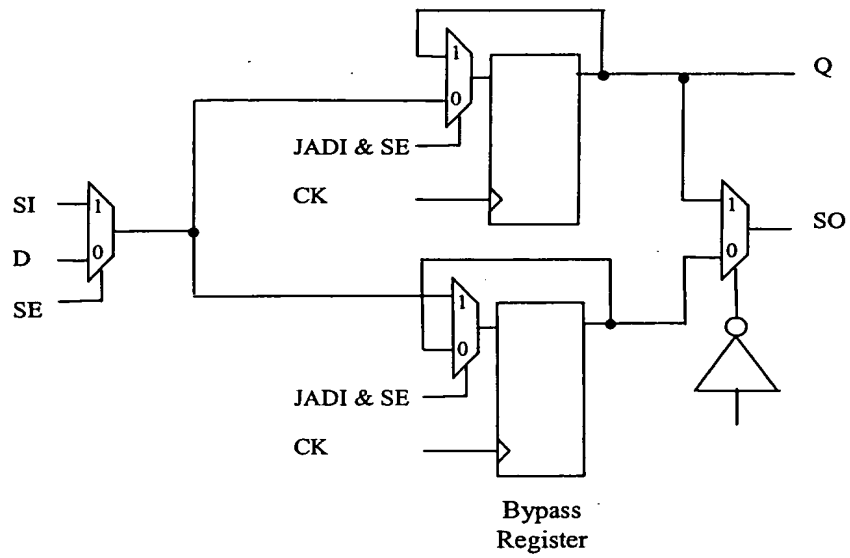 1
0
Q
JADI & SE
CK
SI
1
D
0
SE
1
0
SO
1
0
JADI & SE
CK
Bypass
Register